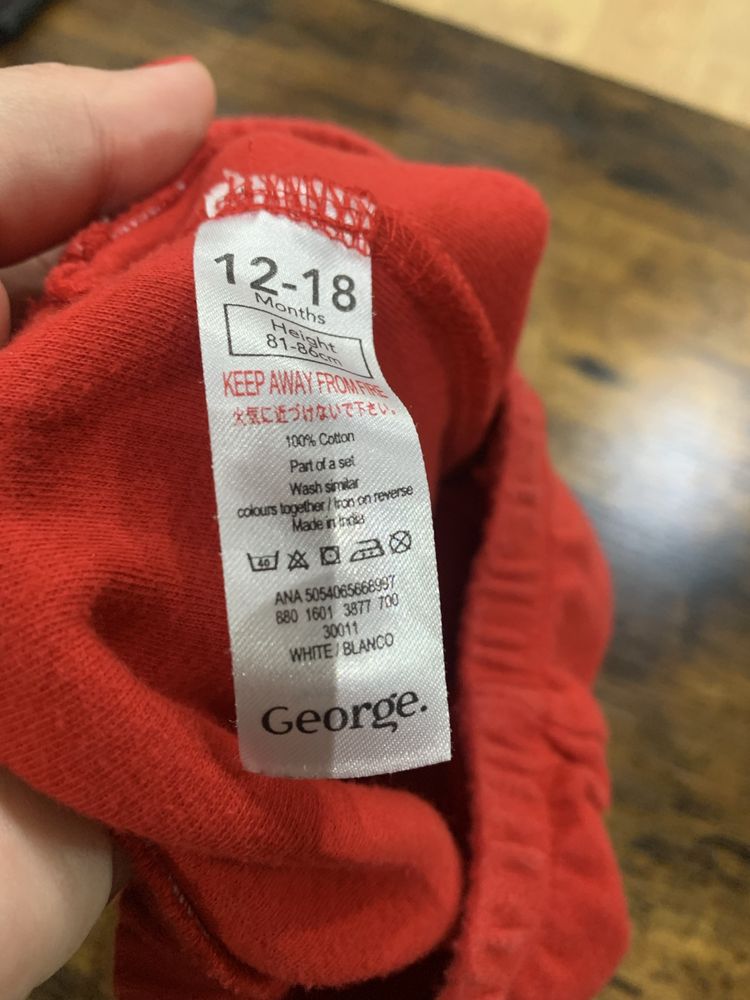 12-18
Months
Height
81-86cm
KEEP AWAY FROM FIRE
火気に近づけないで下さい。
100% Cotton
Part of a set
Wash similar
colours together / Iron on reverse
Made in India
40
ANA 5054065668997
880 1601 3877 700
30011
WHITE / BLANCO
George.